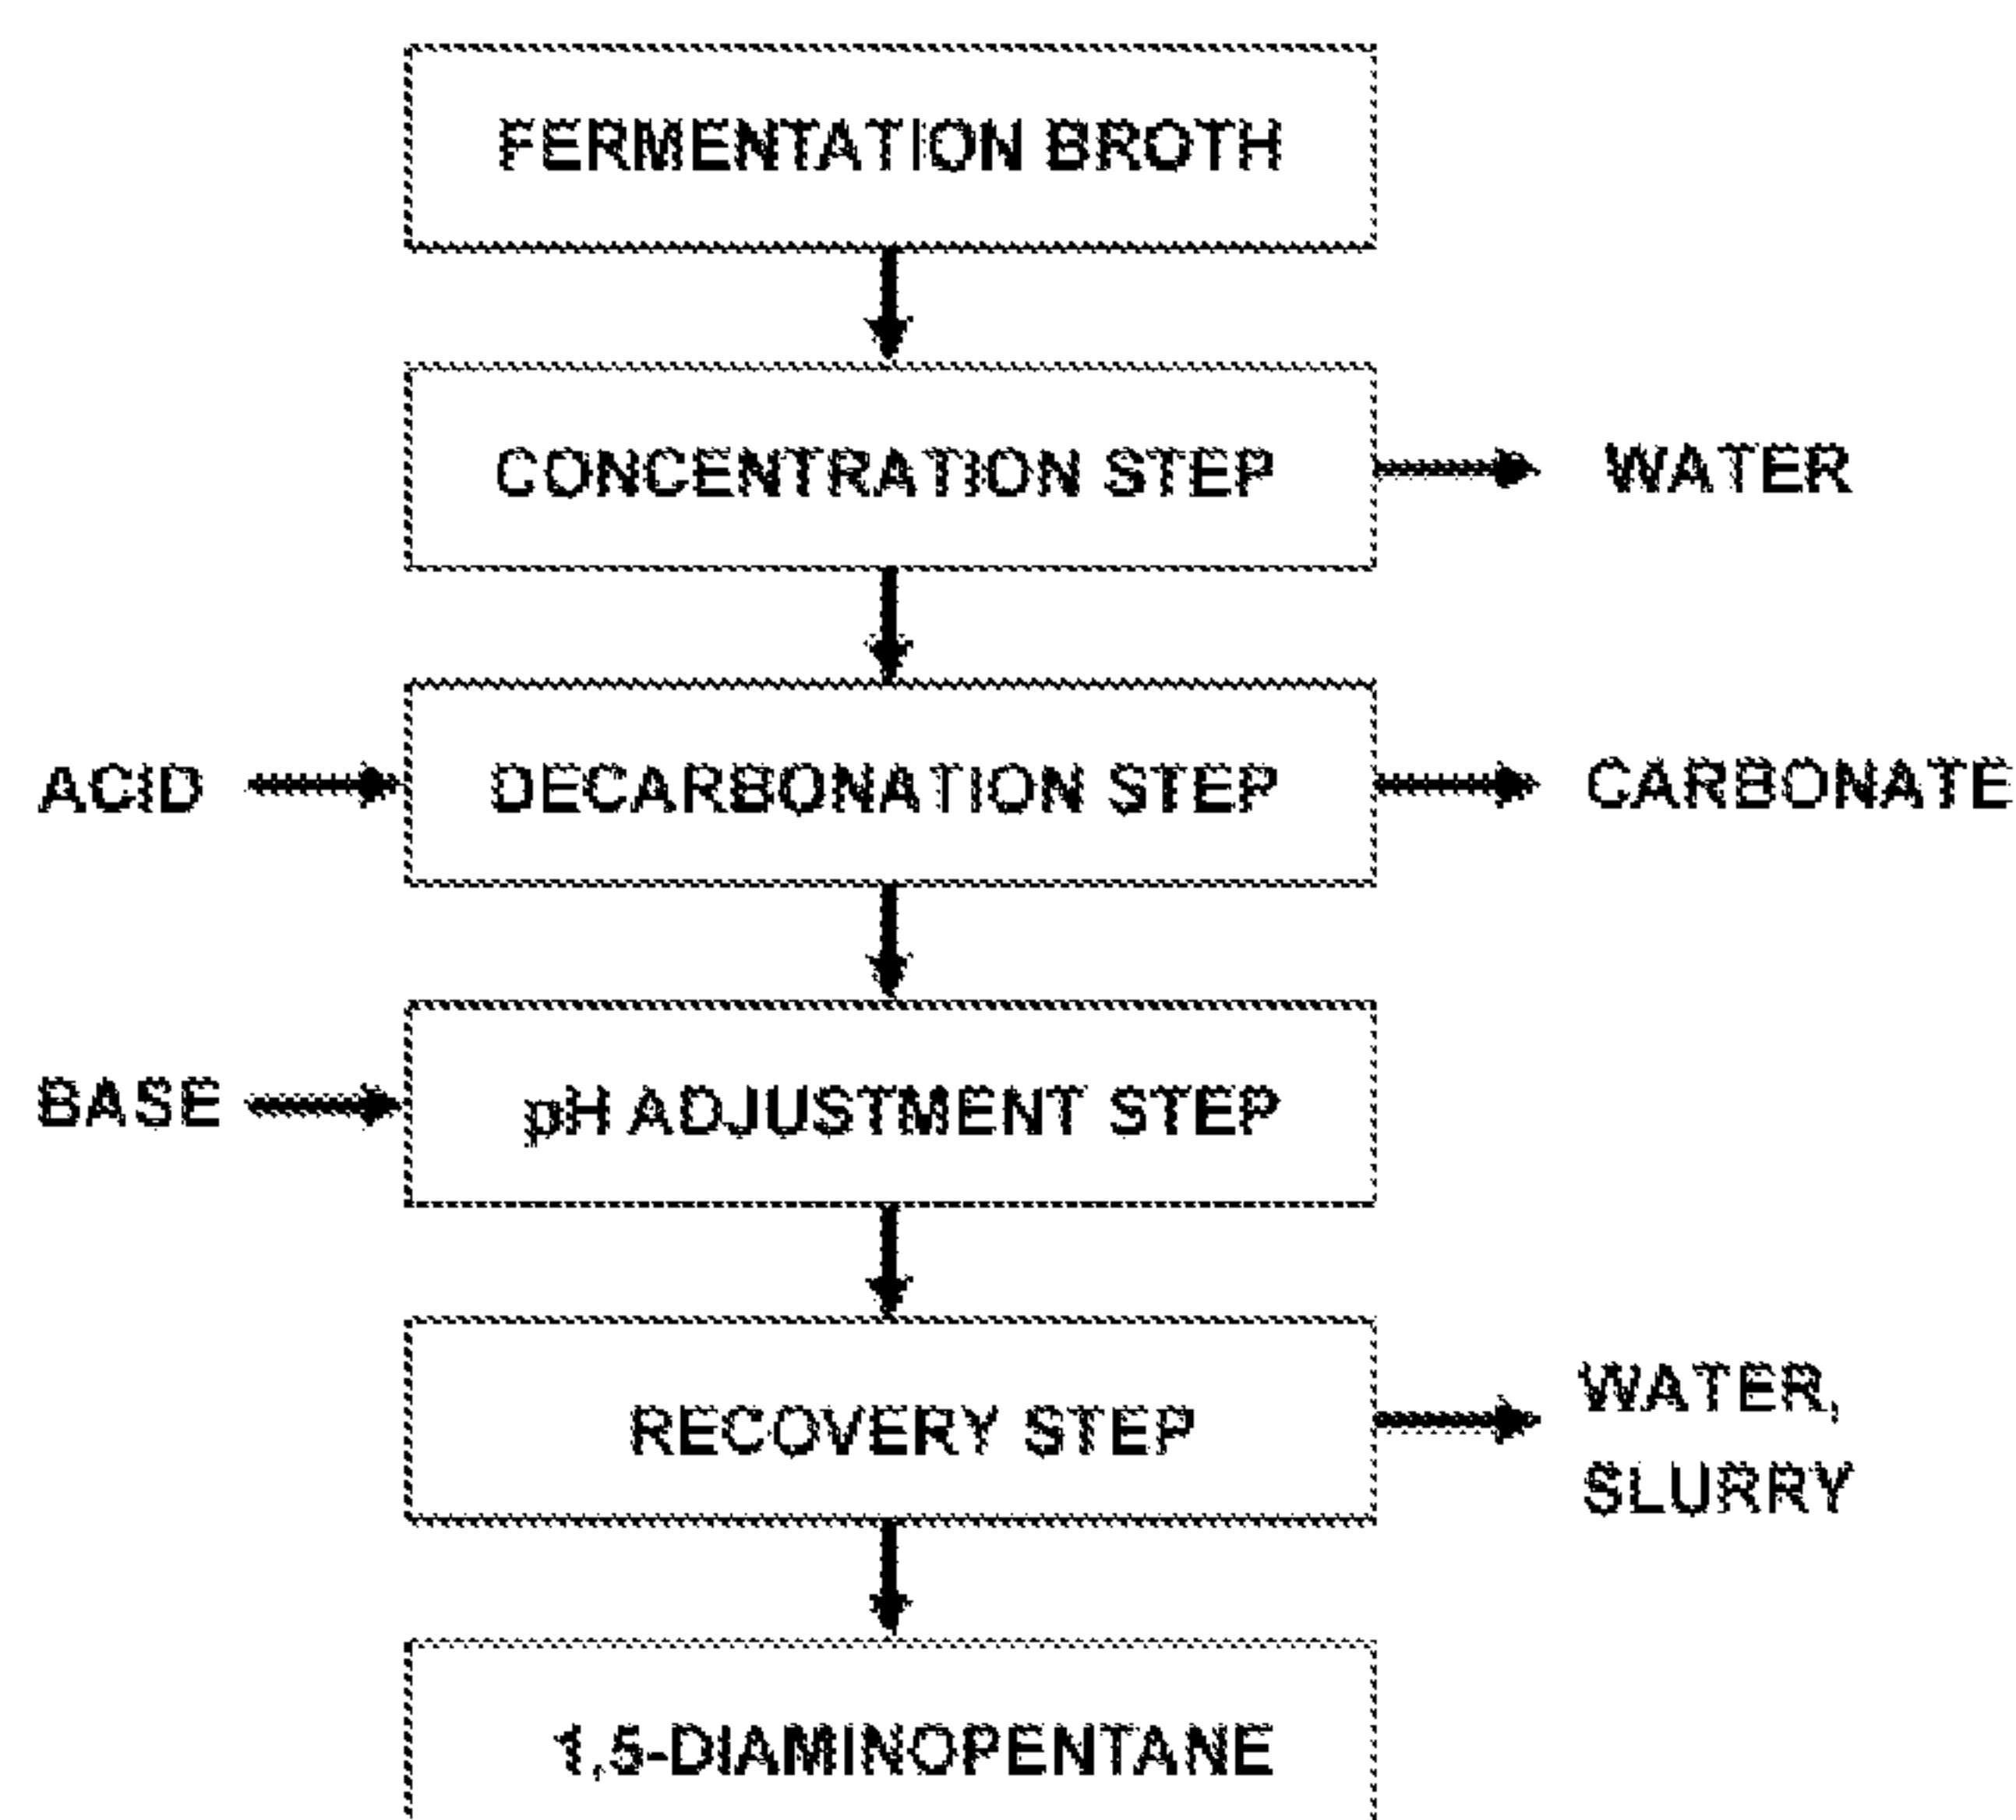 FERMENTATION BROTH
CONCENTRATION STEP
WATER
ACID
DECARBONATION STEP
CARBONATE
BASE
pH ADJUSTMENT STEP
RECOVERY STEP
WATER,
SLURRY
1,5-DIAMINOPENTANE